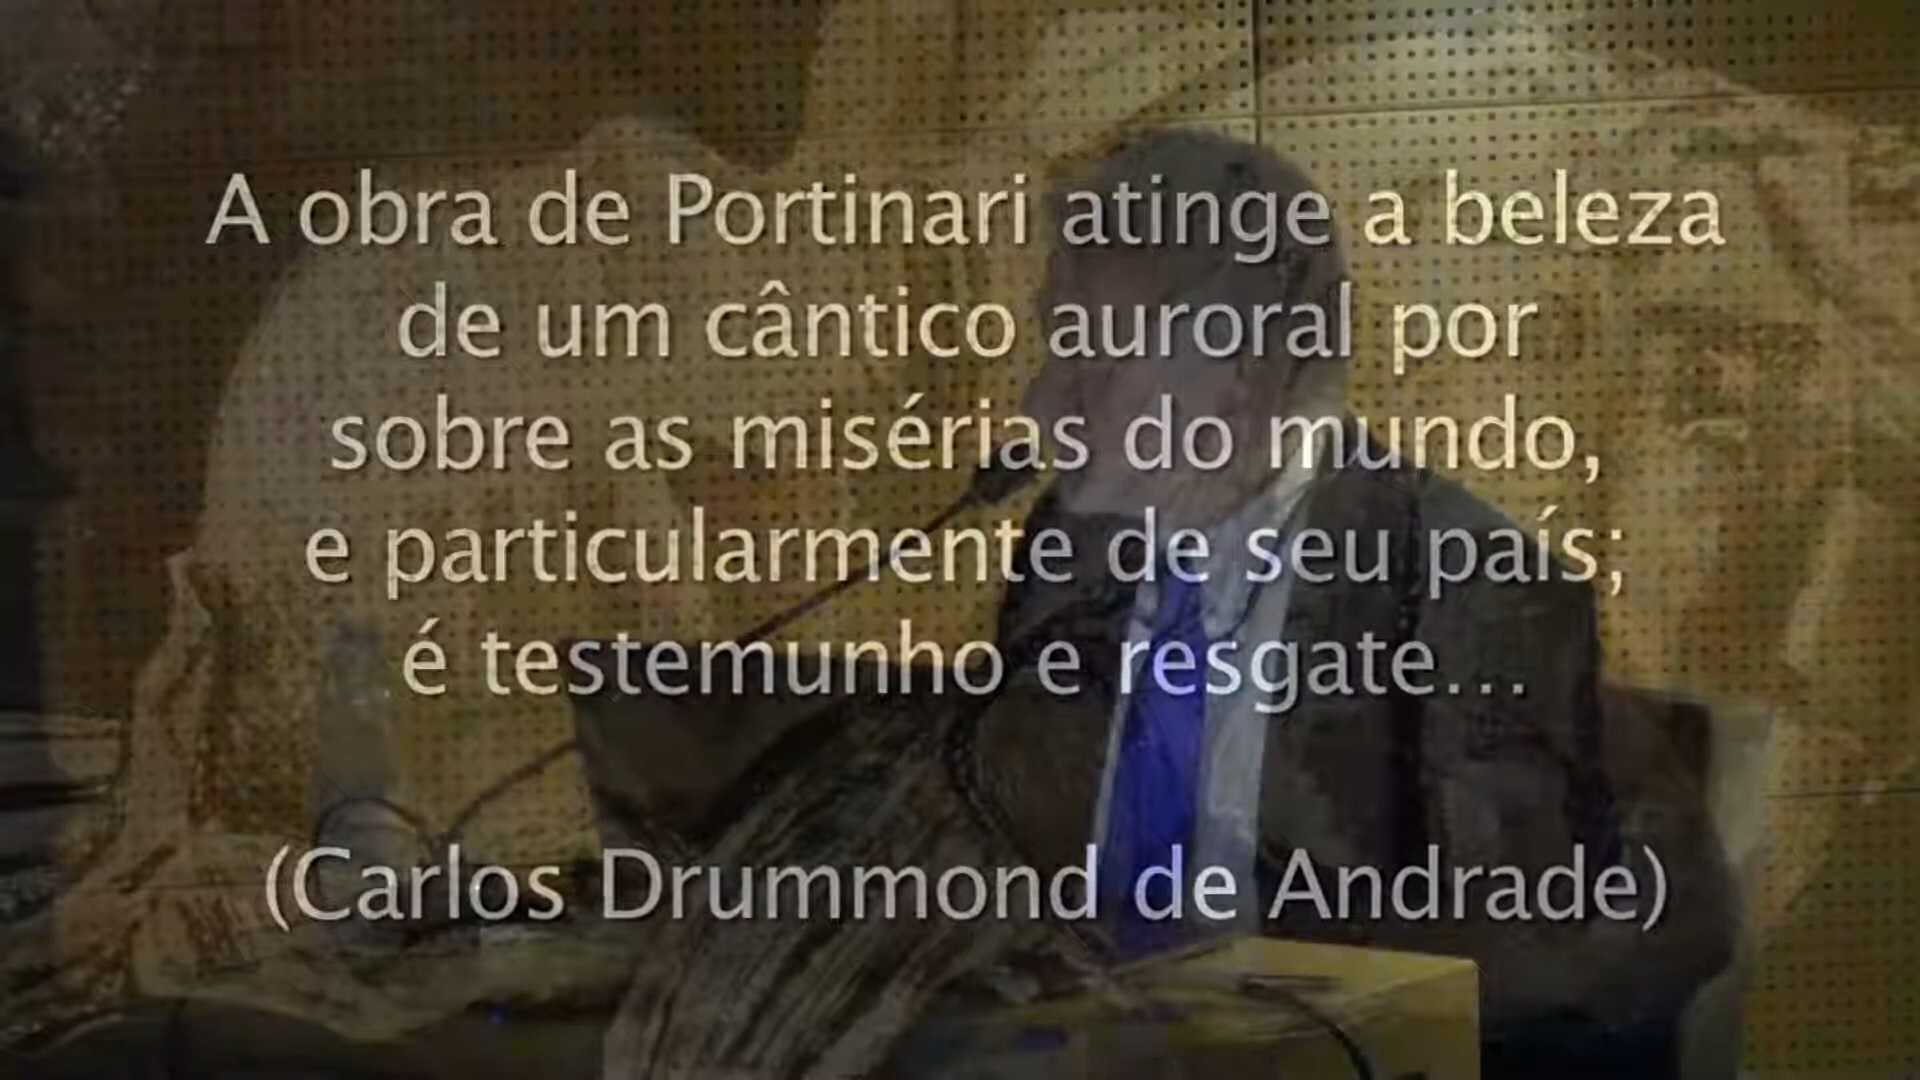 A obra de Portinari atinge a beleza
de um cântico auroral por
sobre as misérias do mundo,
e particularmente de seu país;
é testemunho e resgate...
(Carlos Drummond de Andrade)